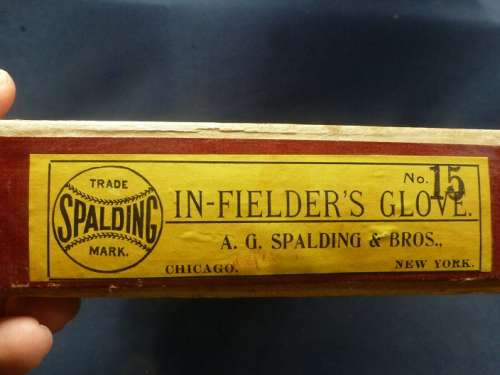 TRADE
SPALDING
MARK.
No. 15
IN-FIELDER'S GLOVE.
A. G. SPALDING & BROS.,
CHICAGO. NEW YORK.